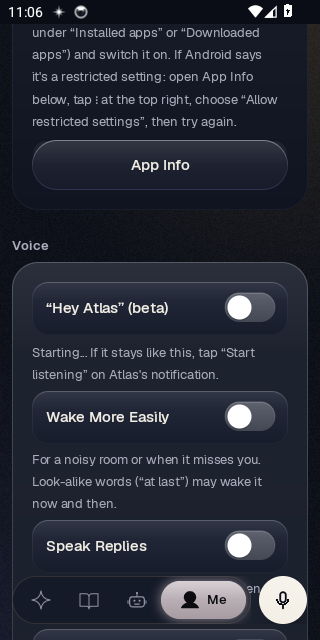 11:06
under “Installed apps” or “Downloaded
apps”) and switch it on. If Android says
it's a restricted setting: open App Info
below, tap ⋮ at the top right, choose “Allow
restricted settings”, then try again.
App Info
Voice
“Hey Atlas” (beta)
Starting… If it stays like this, tap “Start
listening” on Atlas's notification.
Wake More Easily
For a noisy room or when it misses you.
Look-alike words (“at last”) may wake it
now and then.
Speak Replies
Me